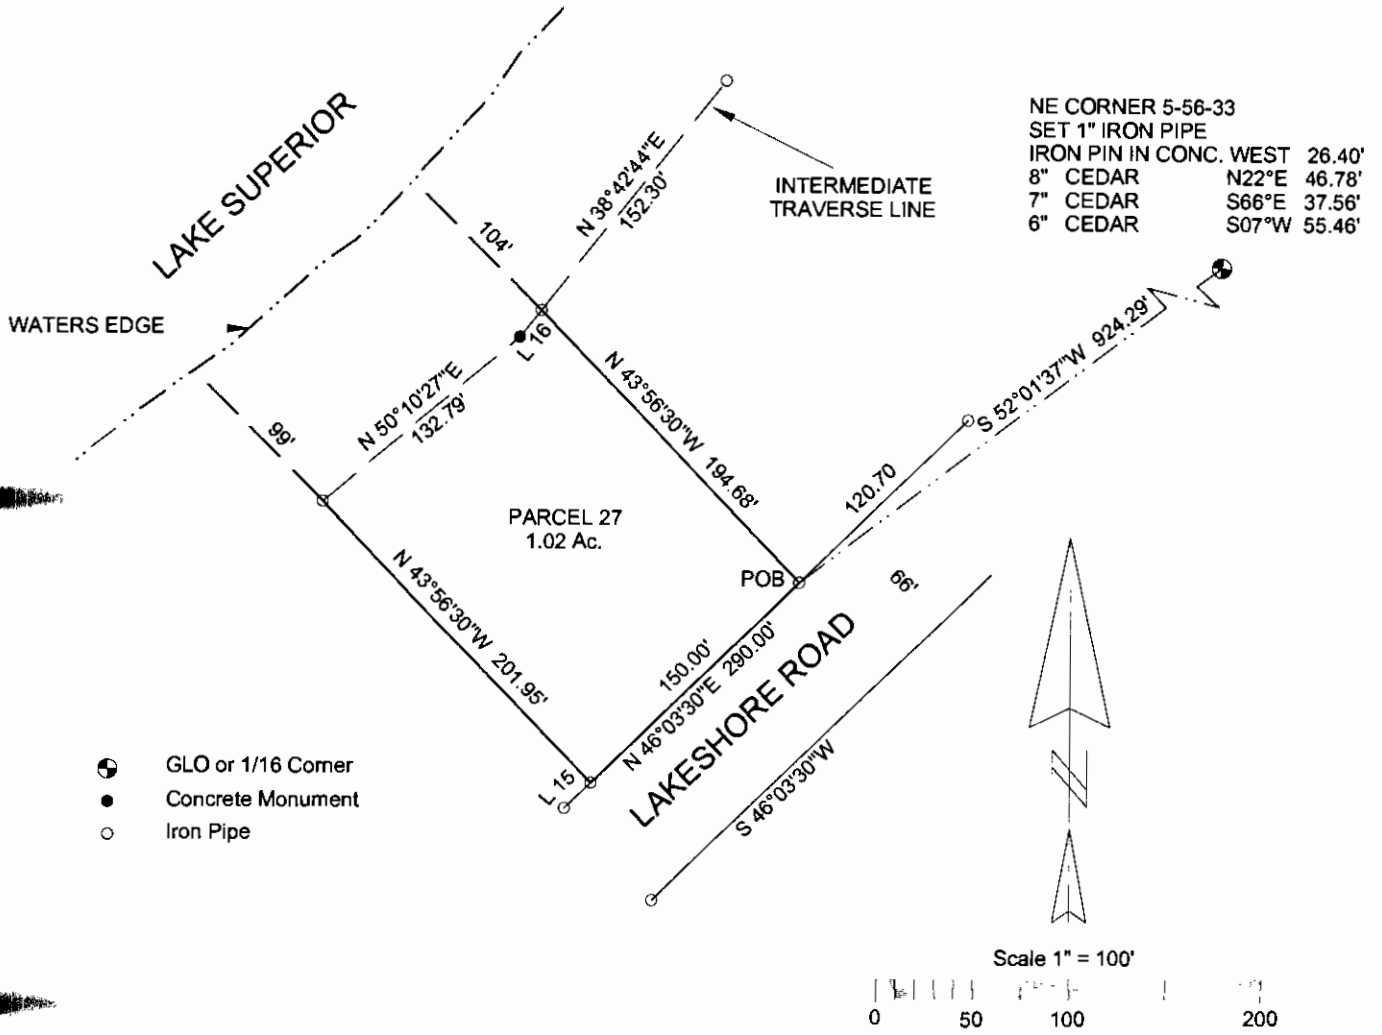 NE CORNER 5-56-33
SET 1" IRON PIPE
IRON PIN IN CONC. WEST 26.40'
8" CEDAR N22°E 46.78'
7" CEDAR S66°E 37.56'
6" CEDAR S07°W 55.46'
LAKE SUPERIOR
N 38°42'44"E
152.30'
INTERMEDIATE
TRAVERSE LINE
104'
WATERS EDGE
L 16
N 50°10'27"E
132.79'
N 43°56'30"W 194.68'
S 52°01'37"W 924.29'
99'
120.70
PARCEL 27
1.02 Ac.
N 43°56'30"W 201.95'
POB
66'
150.00'
N 46°03'30"E 290.00'
LAKESHORE ROAD
S 46°03'30"W
L 15
GLO or 1/16 Corner
Concrete Monument
Iron Pipe
N
Scale 1" = 100'
0 50 100 200